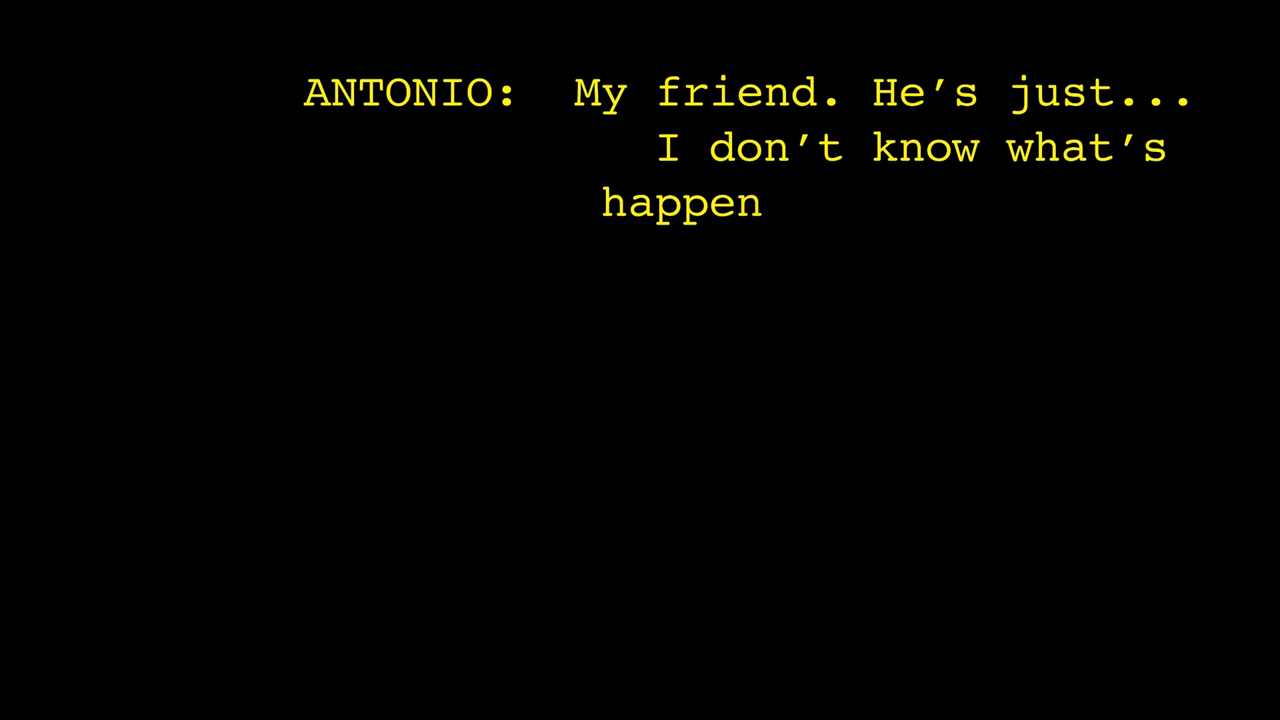 ANTONIO: My friend. He’s just...
I don’t know what’s
happen